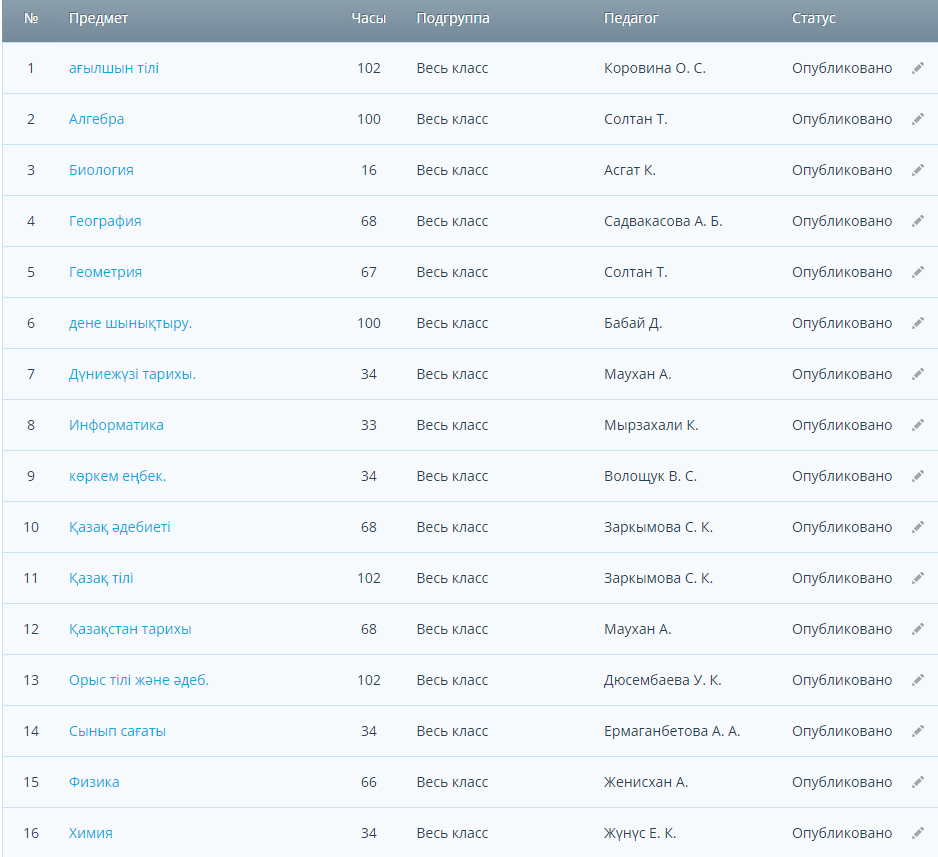 № Предмет Часы Подгруппа Педагог Статус
1 ағылшын тілі 102 Весь класс Коровина О. С. Опубликовано
2 Алгебра 100 Весь класс Солтан Т. Опубликовано
3 Биология 16 Весь класс Асгат К. Опубликовано
4 География 68 Весь класс Садвакасова А. Б. Опубликовано
5 Геометрия 67 Весь класс Солтан Т. Опубликовано
6 дене шынықтыру. 100 Весь класс Бабай Д. Опубликовано
7 Дүниежүзі тарихы. 34 Весь класс Маухан А. Опубликовано
8 Информатика 33 Весь класс Мырзахали К. Опубликовано
9 көркем еңбек. 34 Весь класс Волощук В. С. Опубликовано
10 Қазақ әдебиеті 68 Весь класс Заркымова С. К. Опубликовано
11 Қазақ тілі 102 Весь класс Заркымова С. К. Опубликовано
12 Қазақстан тарихы 68 Весь класс Маухан А. Опубликовано
13 Орыс тілі және әдеб. 102 Весь класс Дюсембаева У. К. Опубликовано
14 Сынып сағаты 34 Весь класс Ермаганбетова А. А. Опубликовано
15 Физика 66 Весь класс Женисхан А. Опубликовано
16 Химия 34 Весь класс Жүнүс Е. К. Опубликовано